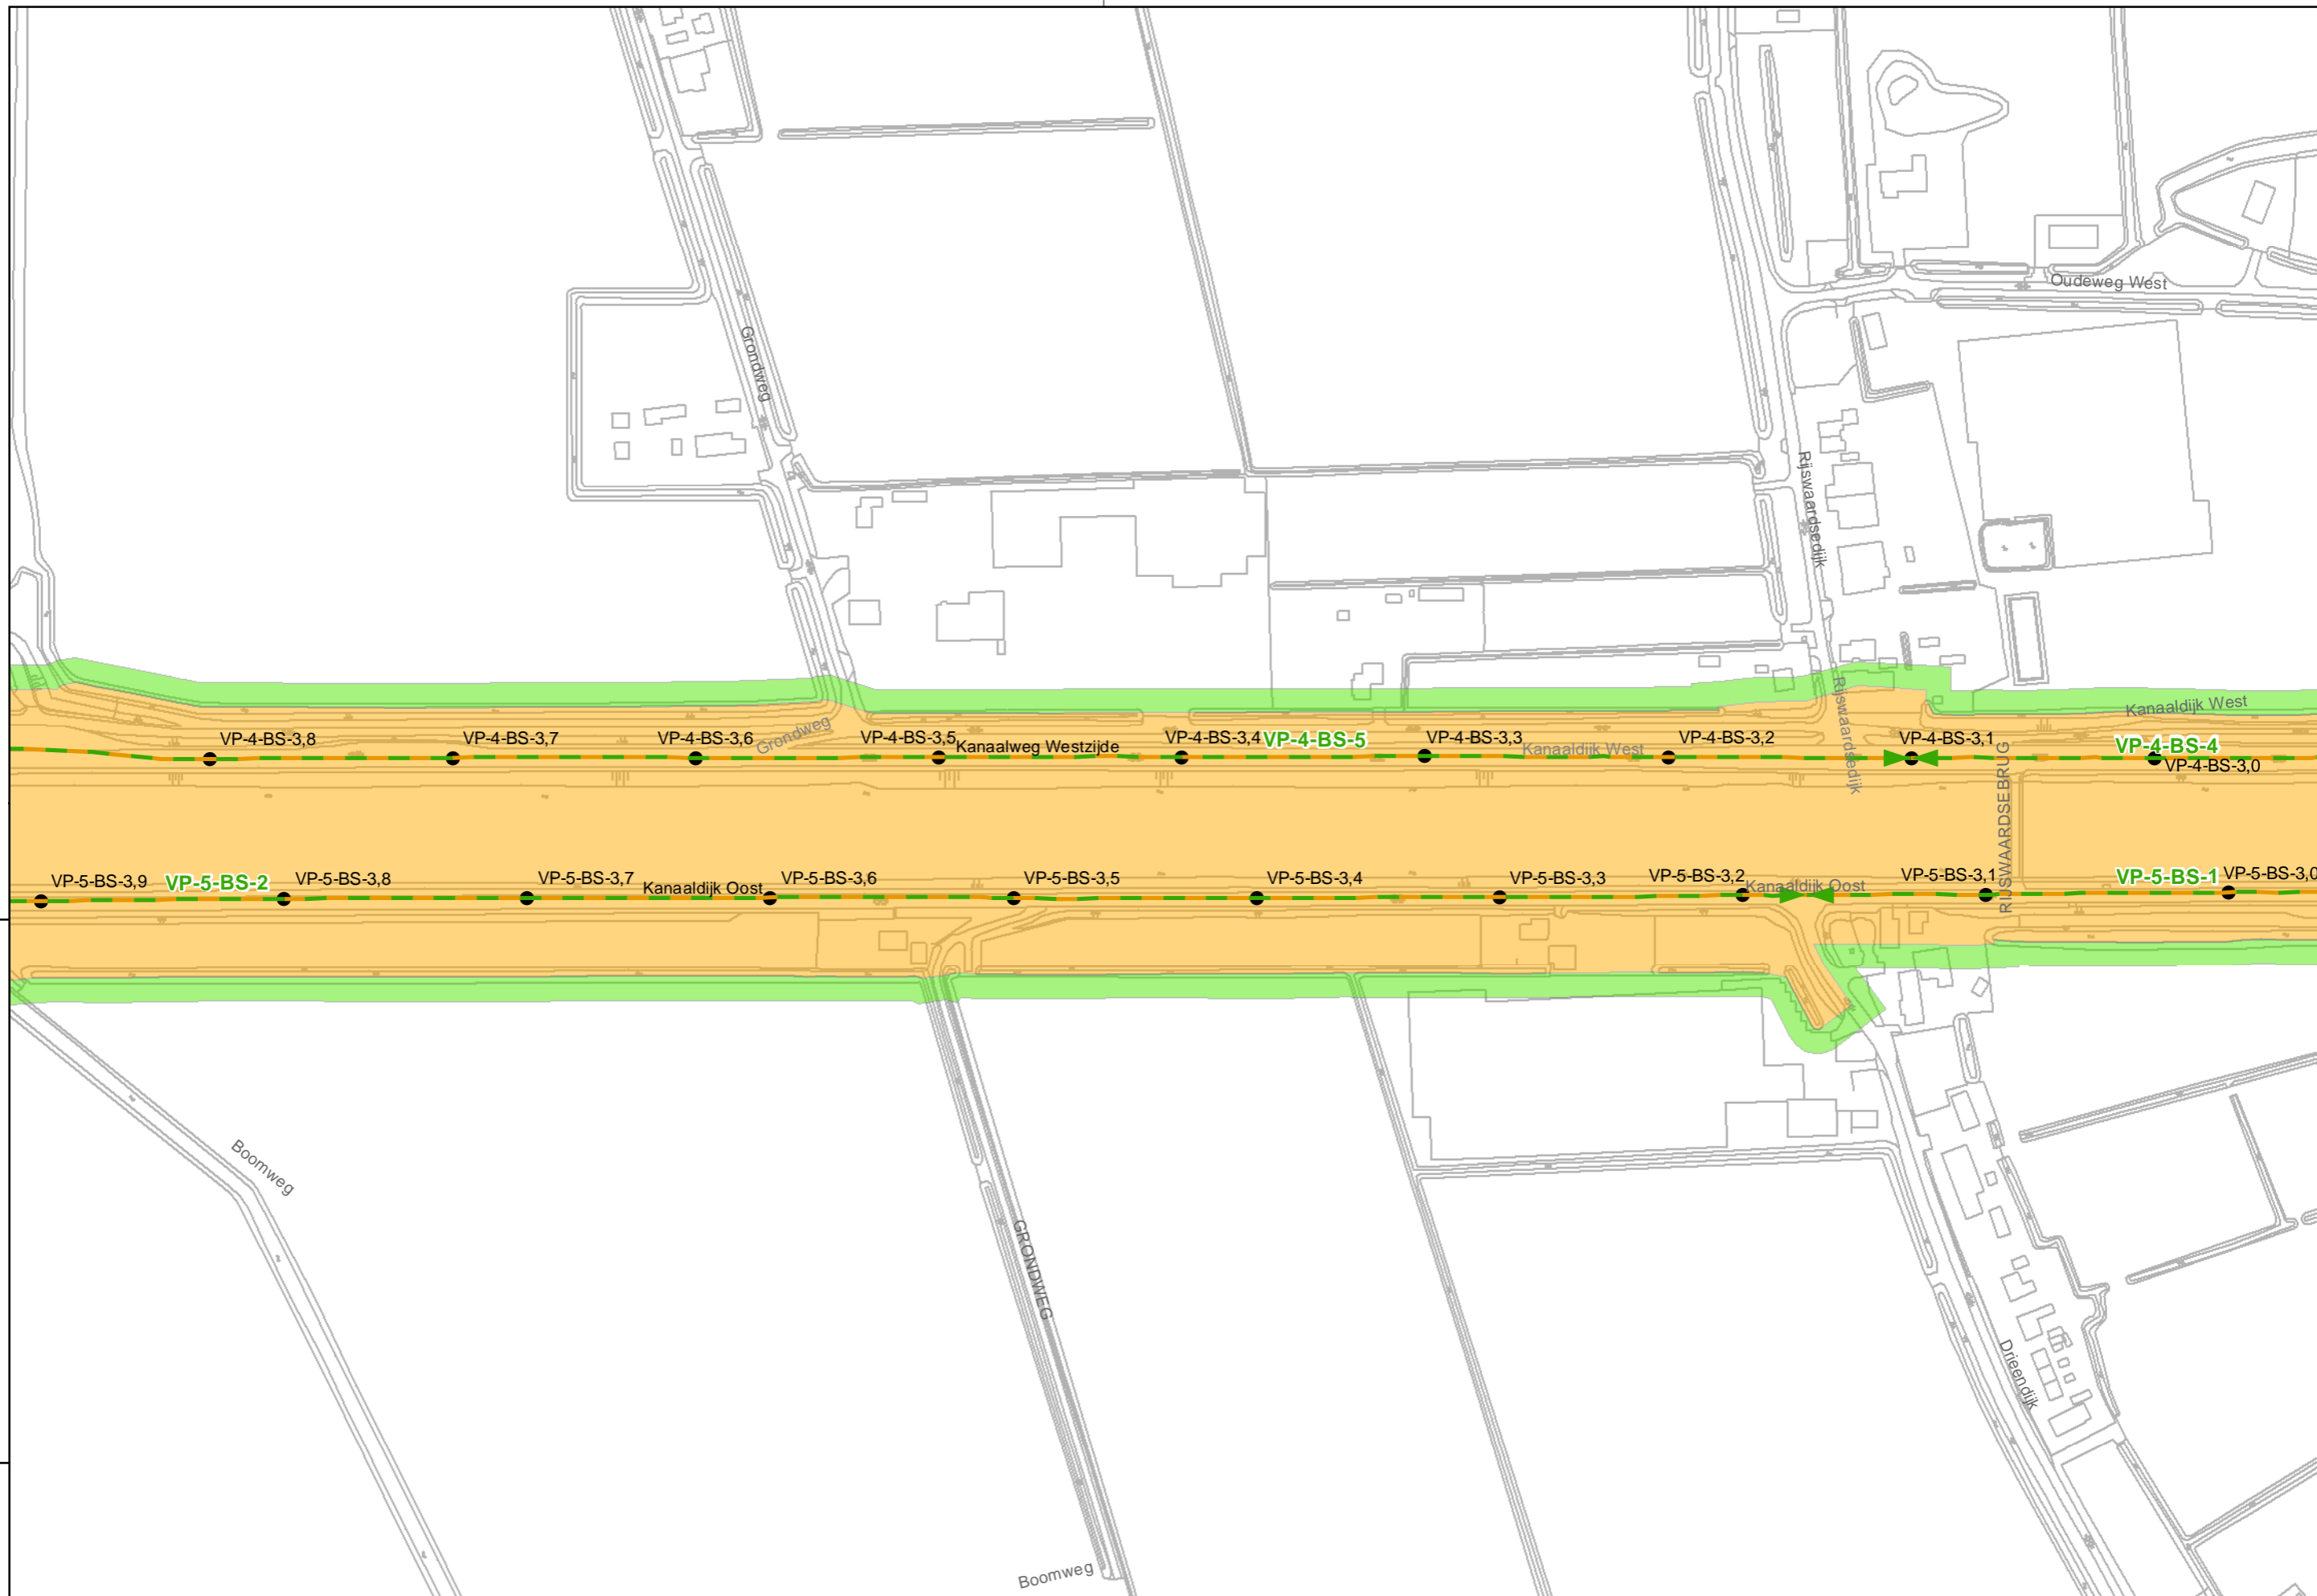 Oudeweg West
Grondweg
Rijswaardsedijk
Rijswaardsedijk
Kanaaldijk West
Grondweg
VP-4-BS-3,8
VP-4-BS-3,7
VP-4-BS-3,6
VP-4-BS-3,5
Kanaalweg Westzijde
VP-4-BS-3,4
VP-4-BS-5
VP-4-BS-3,3
Kanaaldijk West
VP-4-BS-3,2
VP-4-BS-3,1
VP-4-BS-4
VP-4-BS-3,0
RIJSWAARDSEBRUG
VP-5-BS-3,9
VP-5-BS-2
VP-5-BS-3,8
VP-5-BS-3,7
Kanaaldijk Oost
VP-5-BS-3,6
VP-5-BS-3,5
VP-5-BS-3,4
VP-5-BS-3,3
VP-5-BS-3,2
Kanaaldijk Oost
VP-5-BS-3,1
VP-5-BS-1
VP-5-BS-3,0
Boomweg
GRONDWEG
Drieendijk
Boomweg